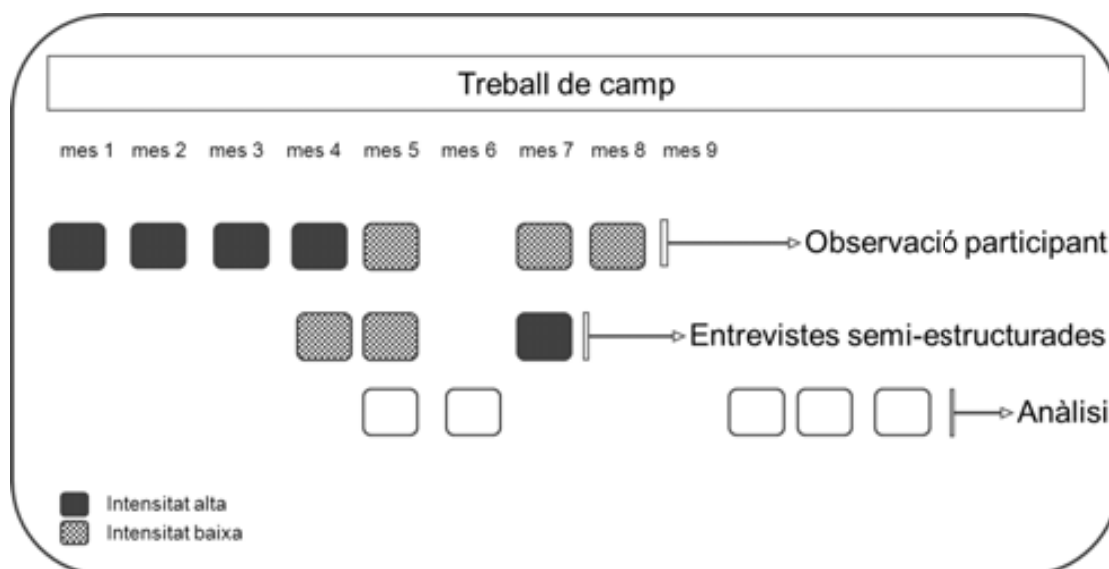 Treball de camp
mes 1 mes 2 mes 3 mes 4 mes 5 mes 6 mes 7 mes 8 mes 9
Observació participant
Entrevistes semi-estructurades
Anàlisi
Intensitat alta
Intensitat baixa